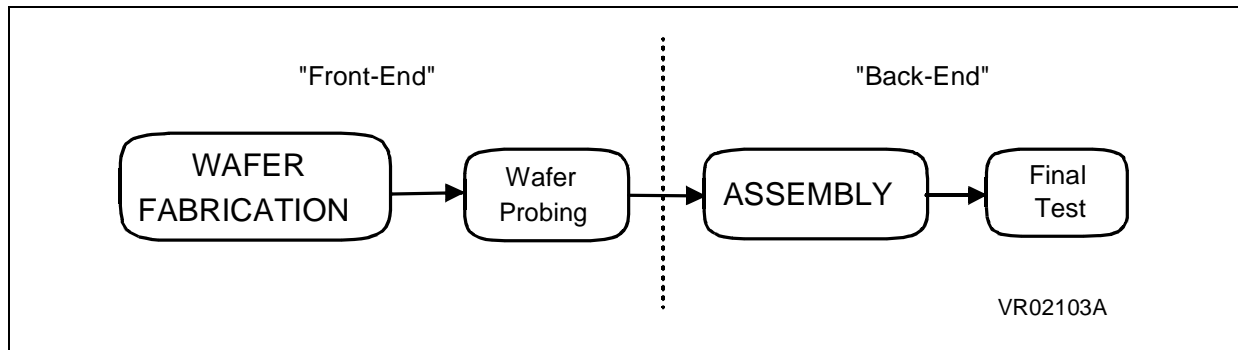 "Front-End"
"Back-End"
WAFER
FABRICATION
Wafer
Probing
ASSEMBLY
Final
Test
VR02103A